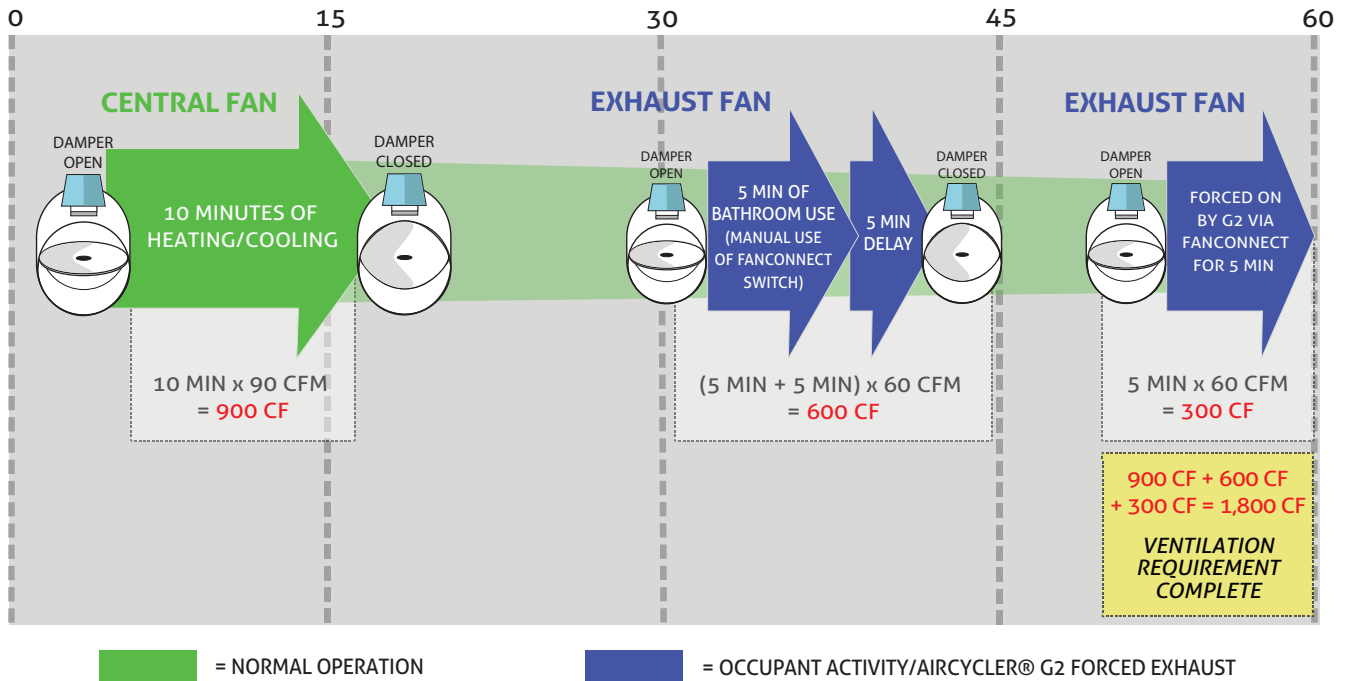 0 15 30 45 60
CENTRAL FAN
DAMPER
OPEN
10 MINUTES OF
HEATING/COOLING
DAMPER
CLOSED
10 MIN x 90 CFM
= 900 CF
EXHAUST FAN
DAMPER
OPEN
5 MIN OF
BATHROOM USE
(MANUAL USE
OF FANCONNECT
SWITCH)
5 MIN
DELAY
DAMPER
CLOSED
(5 MIN + 5 MIN) x 60 CFM
= 600 CF
EXHAUST FAN
DAMPER
OPEN
FORCED ON
BY G2 VIA
FANCONNECT
FOR 5 MIN
5 MIN x 60 CFM
= 300 CF
900 CF + 600 CF
+ 300 CF = 1,800 CF
VENTILATION
REQUIREMENT
COMPLETE
= NORMAL OPERATION
= OCCUPANT ACTIVITY/AIRCYCLER® G2 FORCED EXHAUST